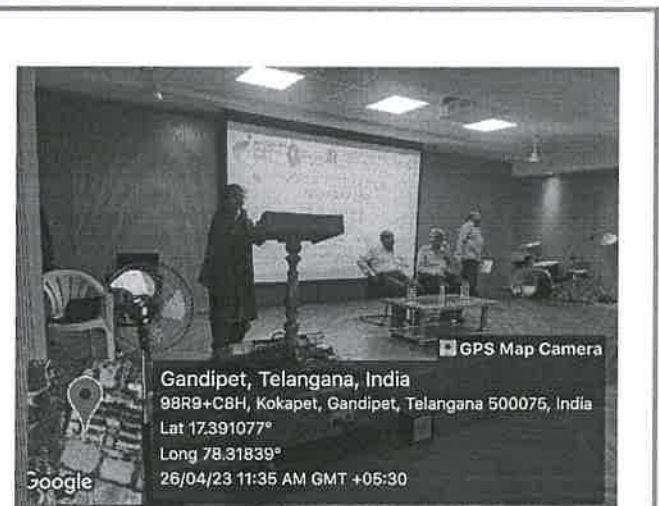 GPS Map Camera
Gandipet, Telangana, India
98R9+C8H, Kokapet, Gandipet, Telangana 500075, India
Lat 17.391077°
Long 78.31839°
26/04/23 11:35 AM GMT +05:30
Google